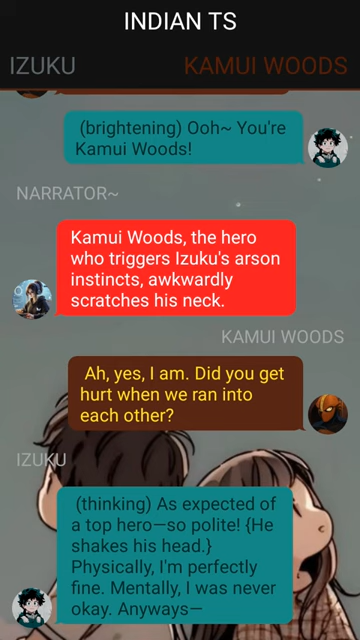 INDIAN TS
IZUKU
KAMUI WOODS
(brightening) Ooh~ You're
Kamui Woods!
NARRATOR~
Kamui Woods, the hero
who triggers Izuku's arson
instincts, awkwardly
scratches his neck.
KAMUI WOODS
Ah, yes, I am. Did you get
hurt when we ran into
each other?
IZUKU
(thinking) As expected of
a top hero—so polite! {He
shakes his head.}
Physically, I'm perfectly
fine. Mentally, I was never
okay. Anyways—